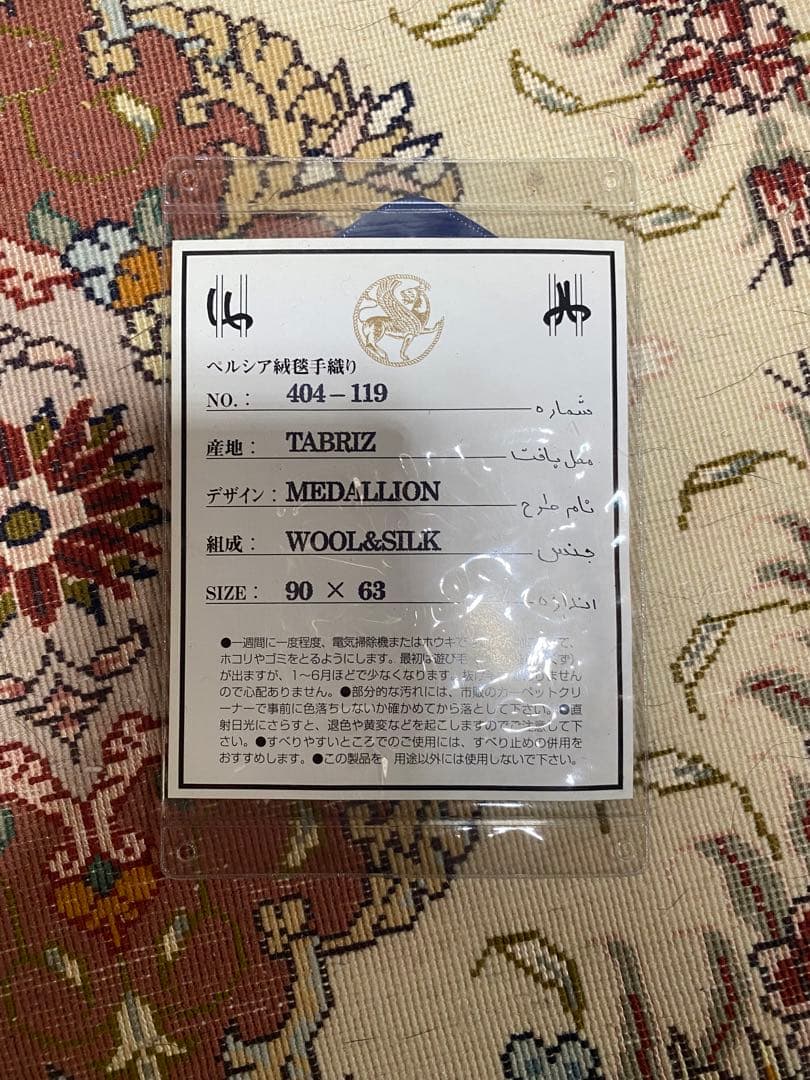 ペルシア絨毯手織り
NO.: 404-119 شماره
産地: TABRIZ محل بافت
デザイン: MEDALLION نام طرح
組成: WOOL&SILK جنس
SIZE: 90 × 63 اندازه
●一週間に一度程度、電気掃除機またはホウキで て、
ホコリやゴミをとるようにします。最初は遊び毛 くず)
が出ますが、1〜6月ほどで少なくなります。 ません
ので心配ありません。●部分的な汚れには、市販のカーペットクリ
ーナーで事前に色落ちしないか確かめてから落として下さい。●直
射日光にさらすと、退色や黄変などを起こしますのでご注意して下
さい。●すべりやすいところでのご使用には、すべり止めの併用を
おすすめします。●この製品を、用途以外には使用しないで下さい。